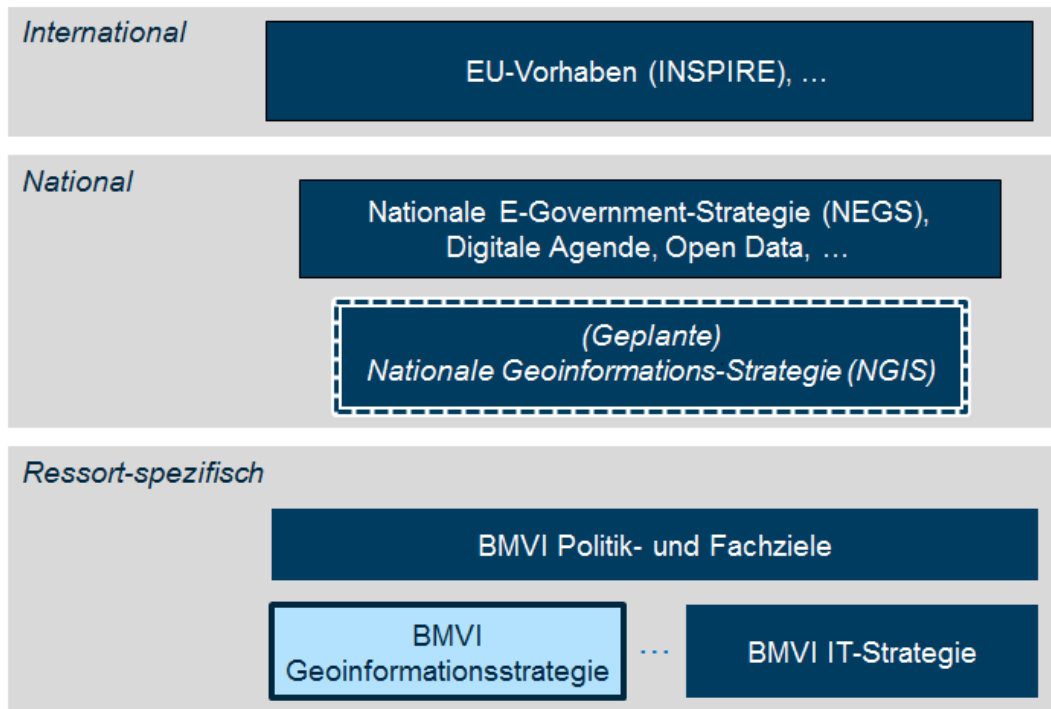 International
EU-Vorhaben (INSPIRE), …
National
Nationale E-Government-Strategie (NEGS),
Digitale Agende, Open Data, …
(Geplante)
Nationale Geoinformations-Strategie (NGIS)
Ressort-spezifisch
BMVI Politik- und Fachziele
BMVI
Geoinformationsstrategie
…
BMVI IT-Strategie